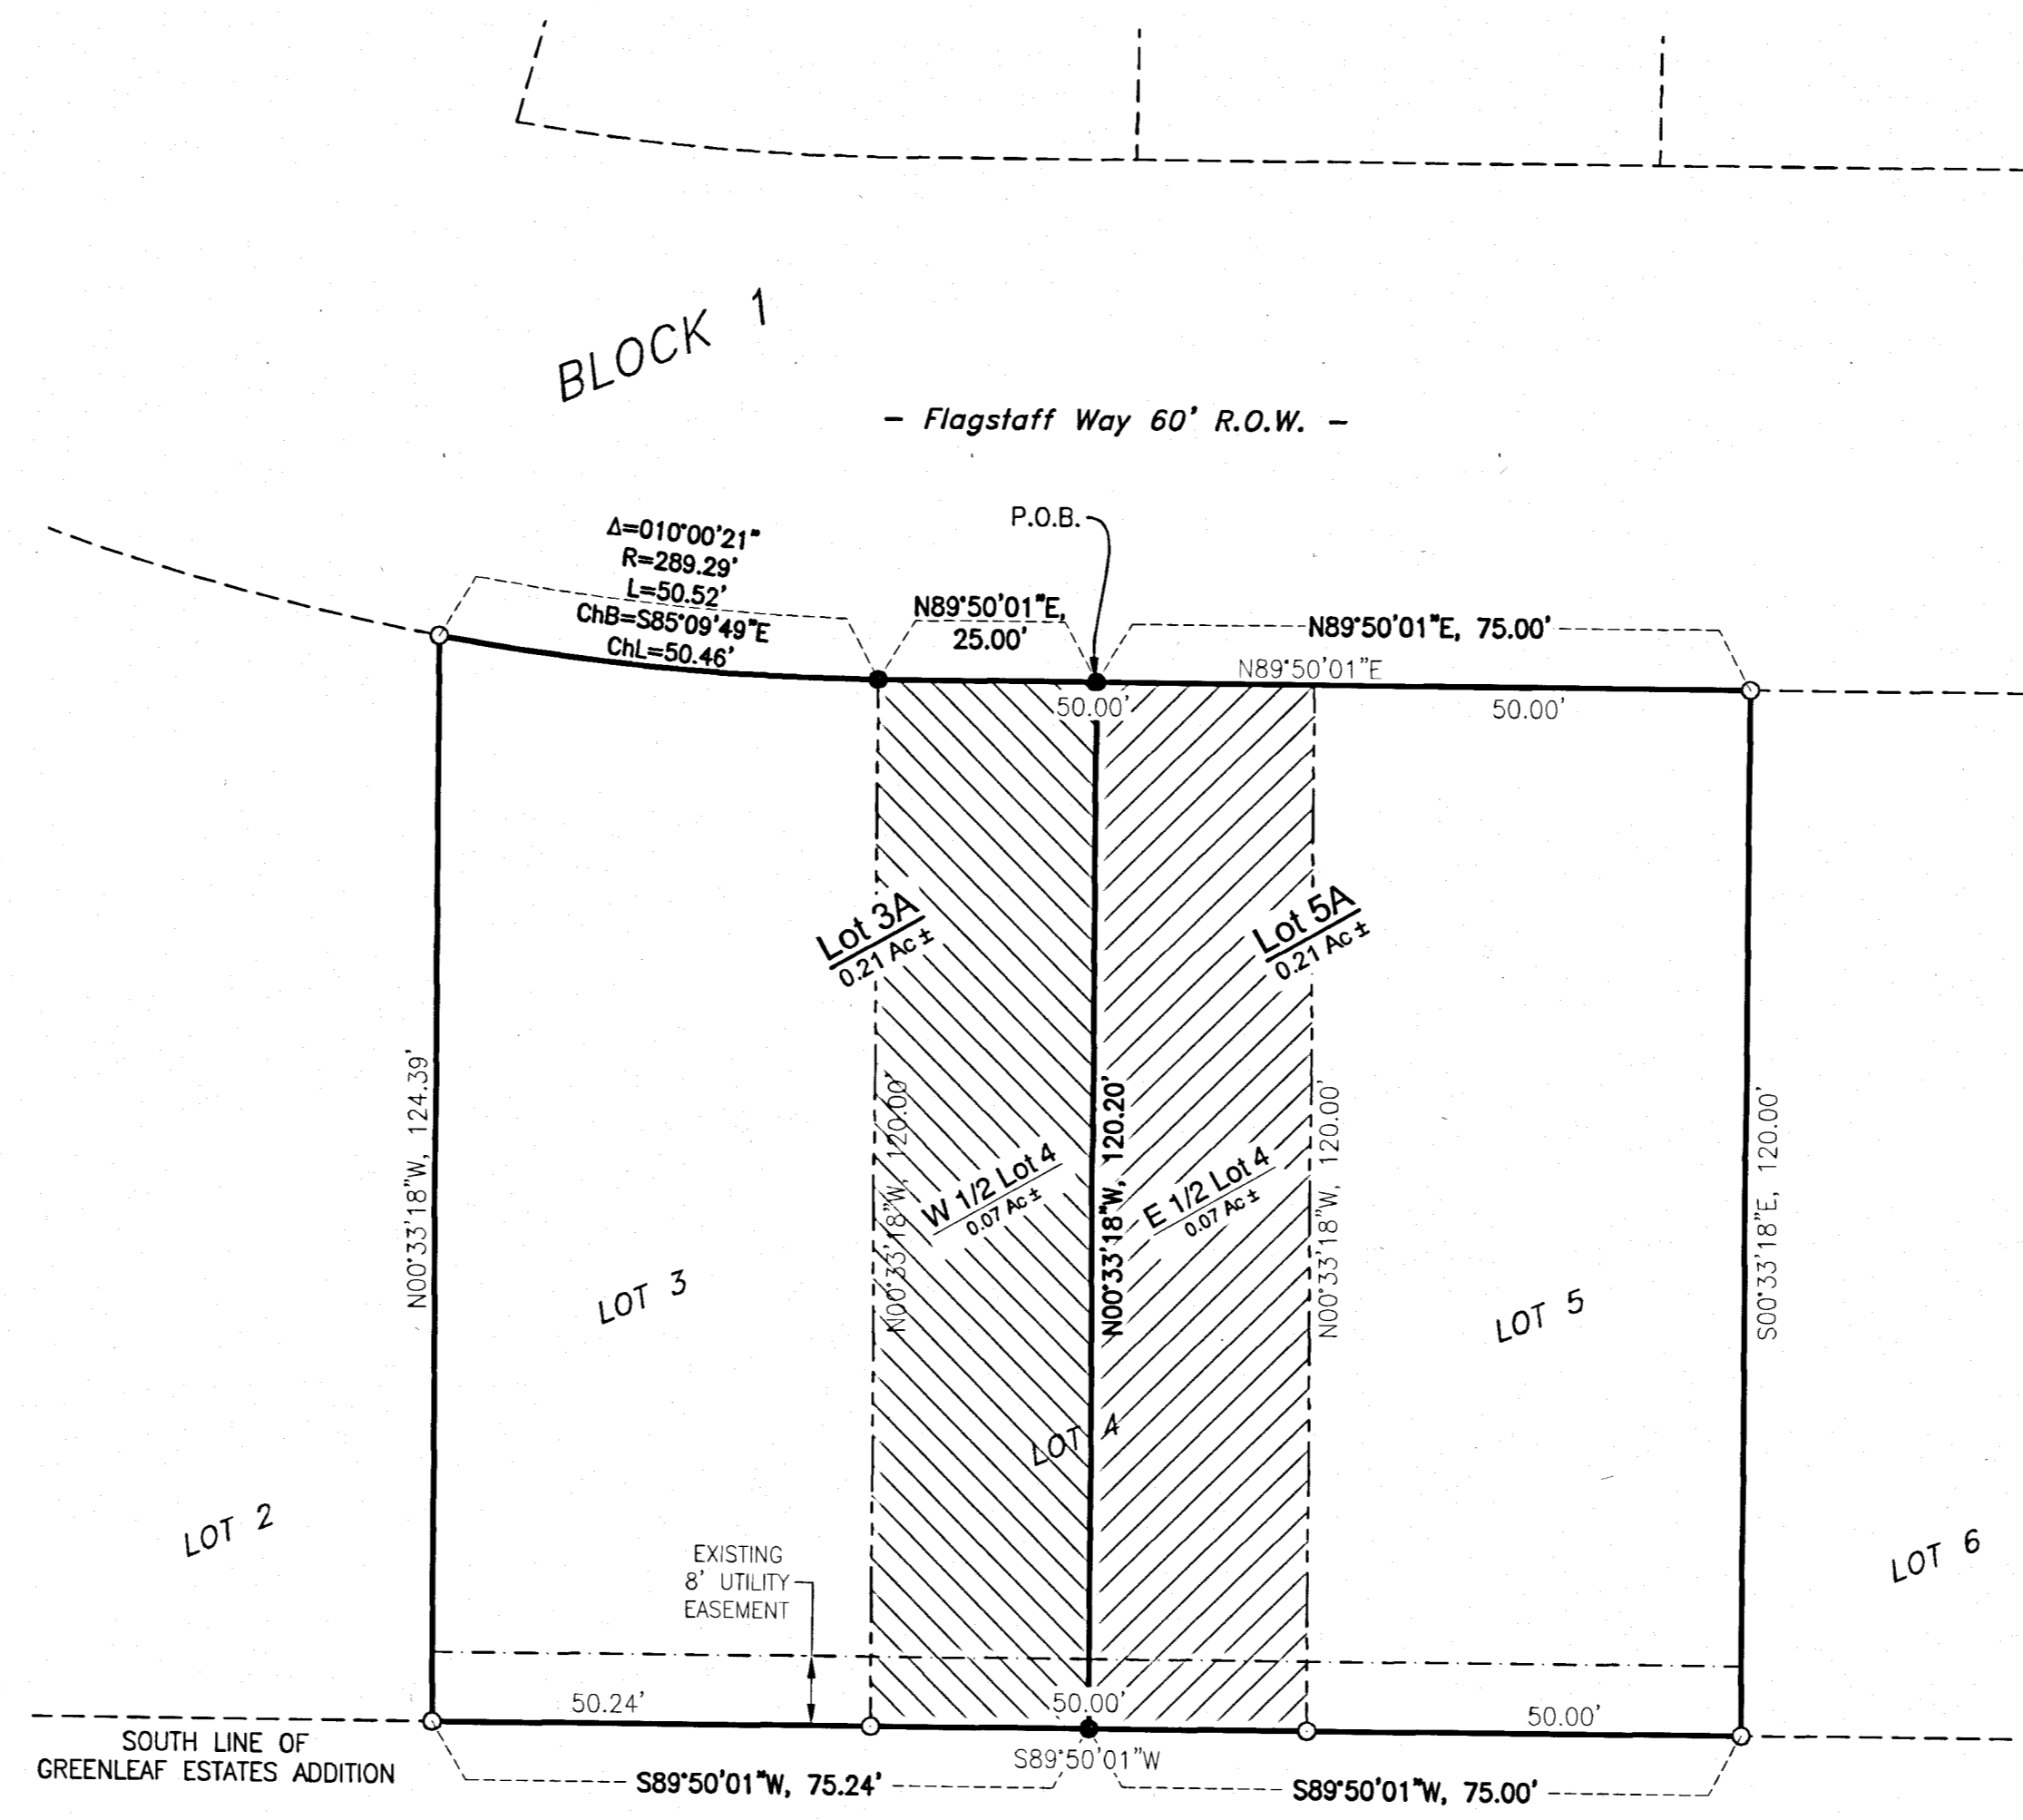 BLOCK 1
- Flagstaff Way 60' R.O.W. -
P.O.B.
Δ=010°00'21"
R=289.29'
L=50.52'
ChB=S85°09'49"E
ChL=50.46'
N89°50'01"E,
25.00'
N89°50'01"E, 75.00'
N89°50'01"E
50.00'
50.00'
Lot 3A
0.21 Ac±
Lot 5A
0.21 Ac±
N00°33'18"W, 124.39'
N00°33'18"W, 120.00'
W 1/2 Lot 4
0.07 Ac±
N00°33'18"W, 120.20'
E 1/2 Lot 4
0.07 Ac±
N00°33'18"W, 120.00'
S00°33'18"E, 120.00'
LOT 3
LOT 5
LOT 4
LOT 2
LOT 6
EXISTING
8' UTILITY
EASEMENT
50.24'
50.00'
50.00'
SOUTH LINE OF
GREENLEAF ESTATES ADDITION
S89°50'01"W
S89°50'01"W, 75.24'
S89°50'01"W, 75.00'